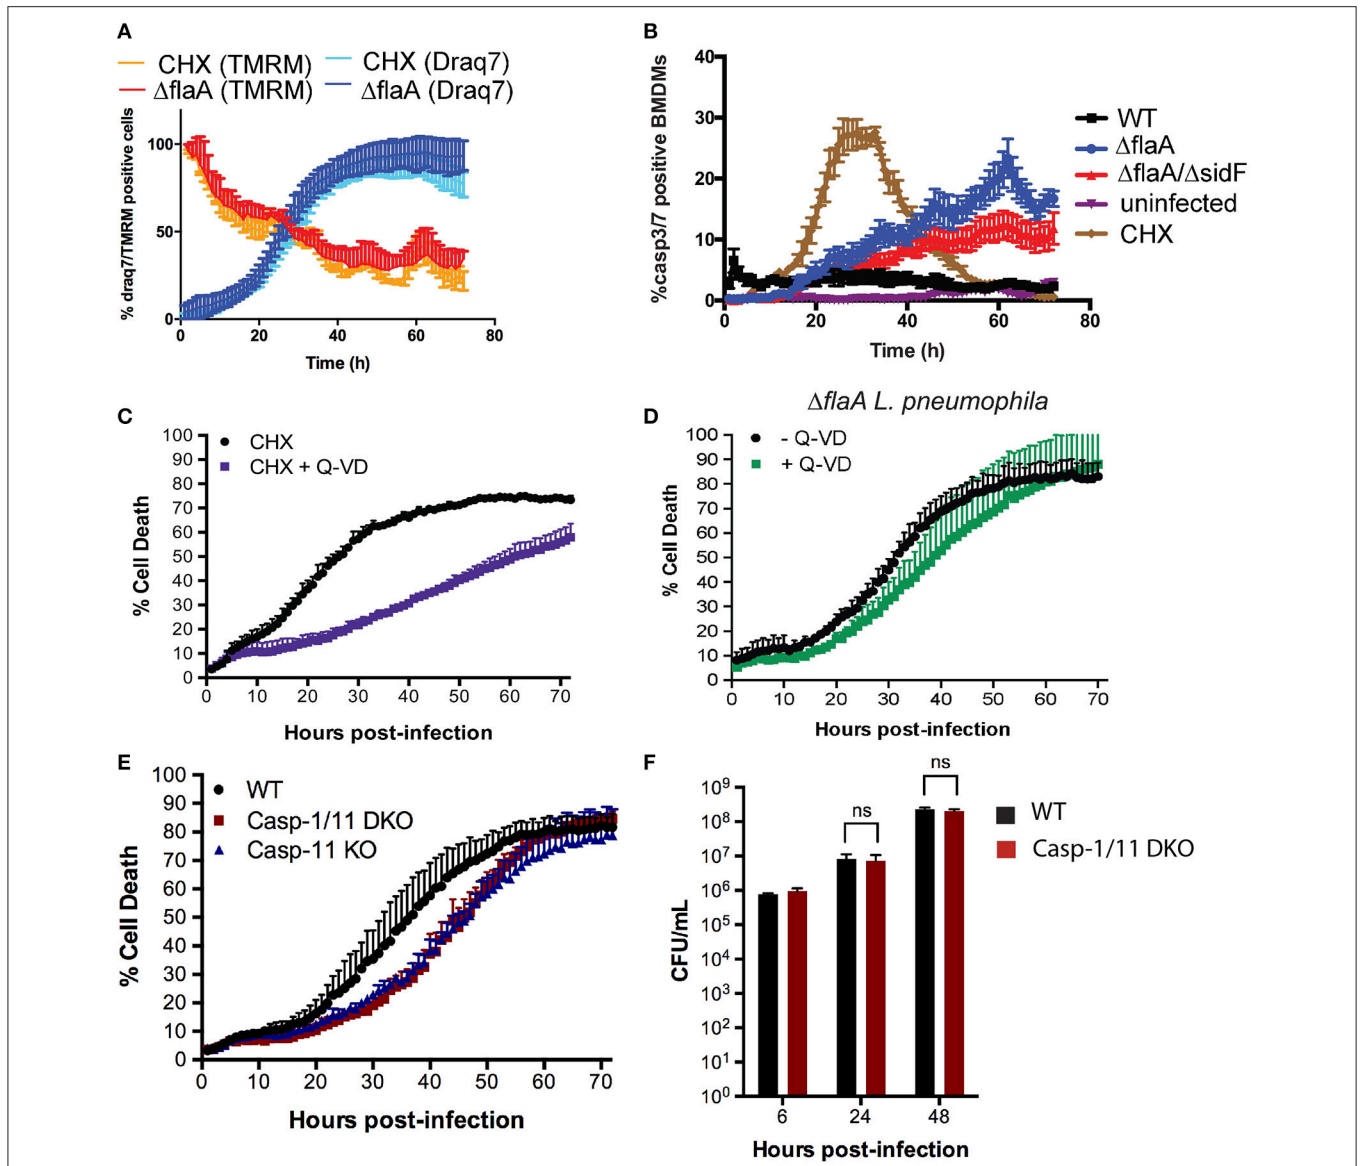 A
CHX (TMRM) CHX (Draq7)
ΔflaA (TMRM) ΔflaA (Draq7)
% draq7/TMRM positive cells
100
50
0
0 20 40 60 80
Time (h)
B
%casp3/7 positive BMDMs
40
30
20
10
0
0 20 40 60 80
Time (h)
WT
ΔflaA
ΔflaA/ΔsidF
uninfected
CHX
C
CHX
CHX + Q-VD
% Cell Death
100
90
80
70
60
50
40
30
20
10
0
0 10 20 30 40 50 60 70
Hours post-infection
ΔflaA L. pneumophila
D
- Q-VD
+ Q-VD
% Cell Death
100
90
80
70
60
50
40
30
20
10
0
0 10 20 30 40 50 60 70
Hours post-infection
E
WT
Casp-1/11 DKO
Casp-11 KO
% Cell Death
100
90
80
70
60
50
40
30
20
10
0
0 10 20 30 40 50 60 70
Hours post-infection
F
ns
ns
WT
Casp-1/11 DKO
CFU/mL
10⁹
10⁸
10⁷
10⁶
10⁵
10⁴
10³
10²
10¹
10⁰
6 24 48
Hours post-infection